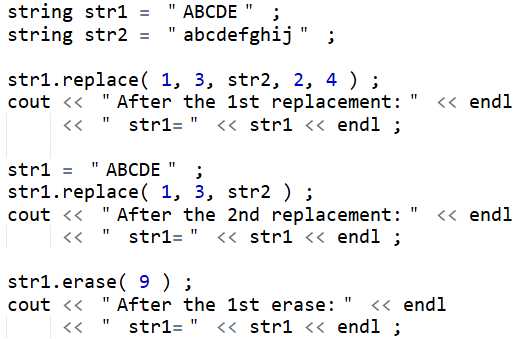 string str1 = "ABCDE" ;
string str2 = "abcdefghij" ;
str1.replace( 1, 3, str2, 2, 4 ) ;
cout << "After the 1st replacement:" << endl
<< " str1=" << str1 << endl ;
str1 = "ABCDE" ;
str1.replace( 1, 3, str2 ) ;
cout << "After the 2nd replacement:" << endl
<< " str1=" << str1 << endl ;
str1.erase( 9 ) ;
cout << "After the 1st erase:" << endl
<< " str1=" << str1 << endl ;